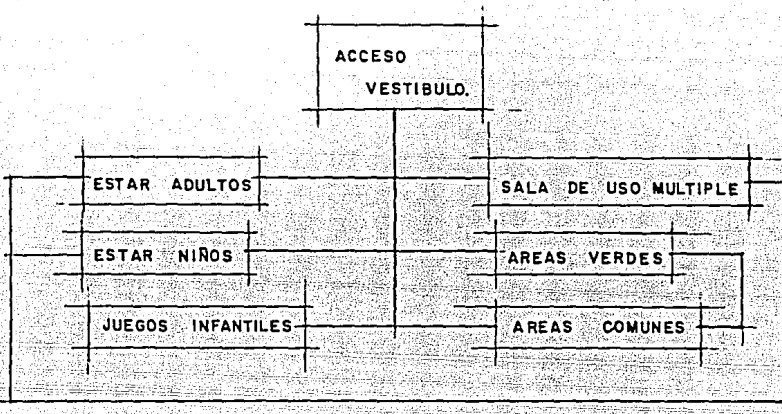 ACCESO
VESTIBULO.
ESTAR ADULTOS
SALA DE USO MULTIPLE
ESTAR NIÑOS
AREAS VERDES
JUEGOS INFANTILES
AREAS COMUNES